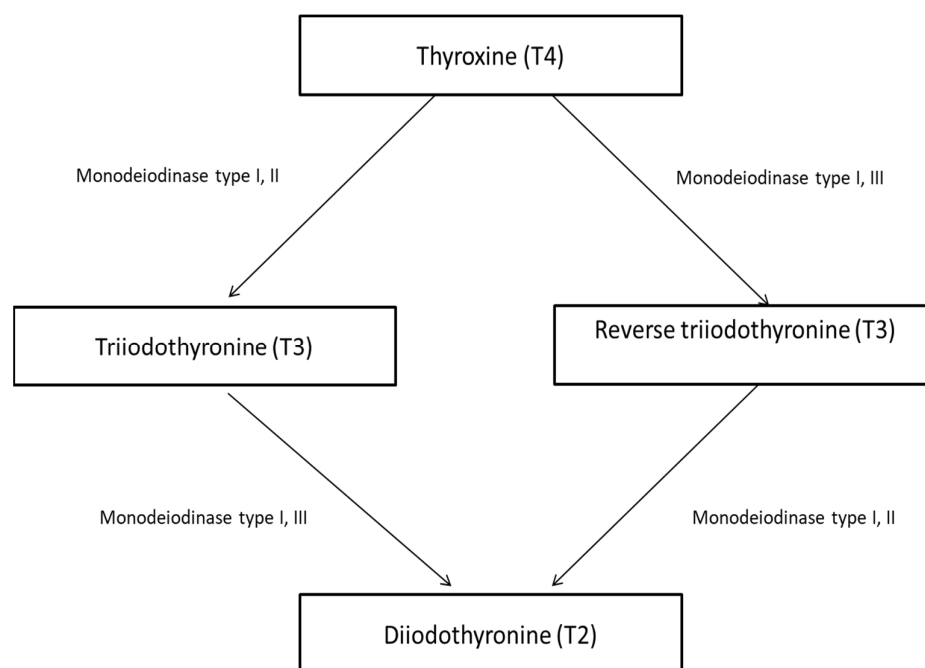 Thyroxine (T4)
Monodeiodinase type I, II
Monodeiodinase type I, III
Triiodothyronine (T3)
Reverse triiodothyronine (T3)
Monodeiodinase type I, III
Monodeiodinase type I, II
Diiodothyronine (T2)